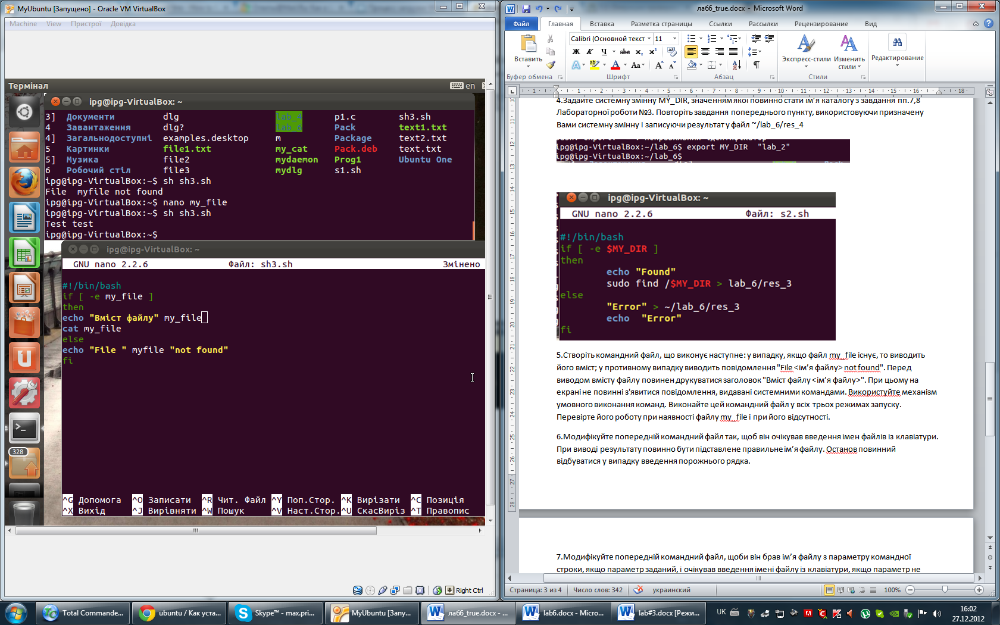 MyUbuntu [Запущено] - Oracle VM VirtualBox
Machine View Пристрої Довідка
Термінал
en
ipg@ipg-VirtualBox: ~
3] Документи dlg lab_4 p1.c sh3.sh
4 Завантаження dlg? lab_6 Pack text1.txt
4] Загальнодоступні examples.desktop m Package text2.txt
5 Картинки file1.txt my_cat Pack.deb text.txt
5] Музика file2 mydaemon Prog1 Ubuntu One
6 Робочий стіл file3 mydlg s1.sh
ipg@ipg-VirtualBox:~$ sh sh3.sh
File  myfile not found
ipg@ipg-VirtualBox:~$ nano my_file
ipg@ipg-VirtualBox:~$ sh sh3.sh
Test test
ipg@ipg-VirtualBox:~$
ipg@ipg-VirtualBox: ~
GNU nano 2.2.6 Файл: sh3.sh Змінено
#!/bin/bash
if [ -e my_file ]
then
echo "Вміст файлу" my_file
cat my_file
else
echo "File " myfile "not found"
fi
328
^G Допомога ^O Записати ^R Чит. Файл ^Y Поп.Стор. ^K Вирізати ^C Позиція
^X Вихід ^J Вирівняти ^W Пошук ^V Наст.Стор. ^U СкасВиріз ^T Правопис
Right Ctrl
лаб6_true.docx - Microsoft Word
Файл Главная Вставка Разметка страницы Ссылки Рассылки Рецензирование Вид
Вставить
Calibri (Основной текст 11
Ж К Ч abc x₂ x²
Aa
Экспресс-стили
Изменить стили
Редактирование
Буфер обмена Шрифт Абзац Стили
4.Задайте системну змінну MY_DIR, значенням якої повинно стати ім'я каталогу з завдання пп.7,8
Лабораторної роботи №3. Повторіть завдання попереднього пункту, використовуючи призначену
Вами системну змінну і записуючи результат у файл ~/lab_6/res_4
ipg@ipg-VirtualBox:~/lab_6$ export MY_DIR  "lab_2"
ipg@ipg-VirtualBox:~/lab_6$
ipg@ipg-VirtualBox: ~
GNU nano 2.2.6 Файл: s2.sh
#!/bin/bash
if [ -e $MY_DIR ]
then
echo "Found"
sudo find /$MY_DIR > lab_6/res_3
else
"Error" > ~/lab_6/res_3
echo  "Error"
fi
5.Створіть командний файл, що виконує наступне: у випадку, якщо файл my_file існує, то виводить
його вміст; у противному випадку виводить повідомлення "File <ім'я файлу> not found". Перед
виводом вмісту файлу повинен друкуватися заголовок "Вміст файлу <ім'я файлу>". При цьому на
екрані не повинні з'явитися повідомлення, видавані системними командами. Використуйте механізм
умовного виконання команд. Виконайте цей командний файл у всіх трьох режимах запуску.
Перевірте його роботу при наявності файлу my_file і при його відсутності.
6.Модифікуйте попередній командний файл так, щоб він очікував введення імен файлів із клавіатури.
При виводі результату повинно бути підставлене правильне ім'я файлу. Останов повинний
відбуватися у випадку введення порожнього рядка.
7.Модифікуйте попередній командний файл, щоби він брав ім'я файлу з параметру командної
строки, якщо параметр заданий, і очікував введення імені файлу із клавіатури, якщо параметр не
Страница: 3 из 4 Число слов: 342 украинский 100%
Total Commande... ubuntu / Как уста... Skype™ - max.pri... MyUbuntu [Запу... лаб6_true.docx - ... lab6.docx - Micros... lab#3.docx [Режи...
UK
16:02
27.12.2012